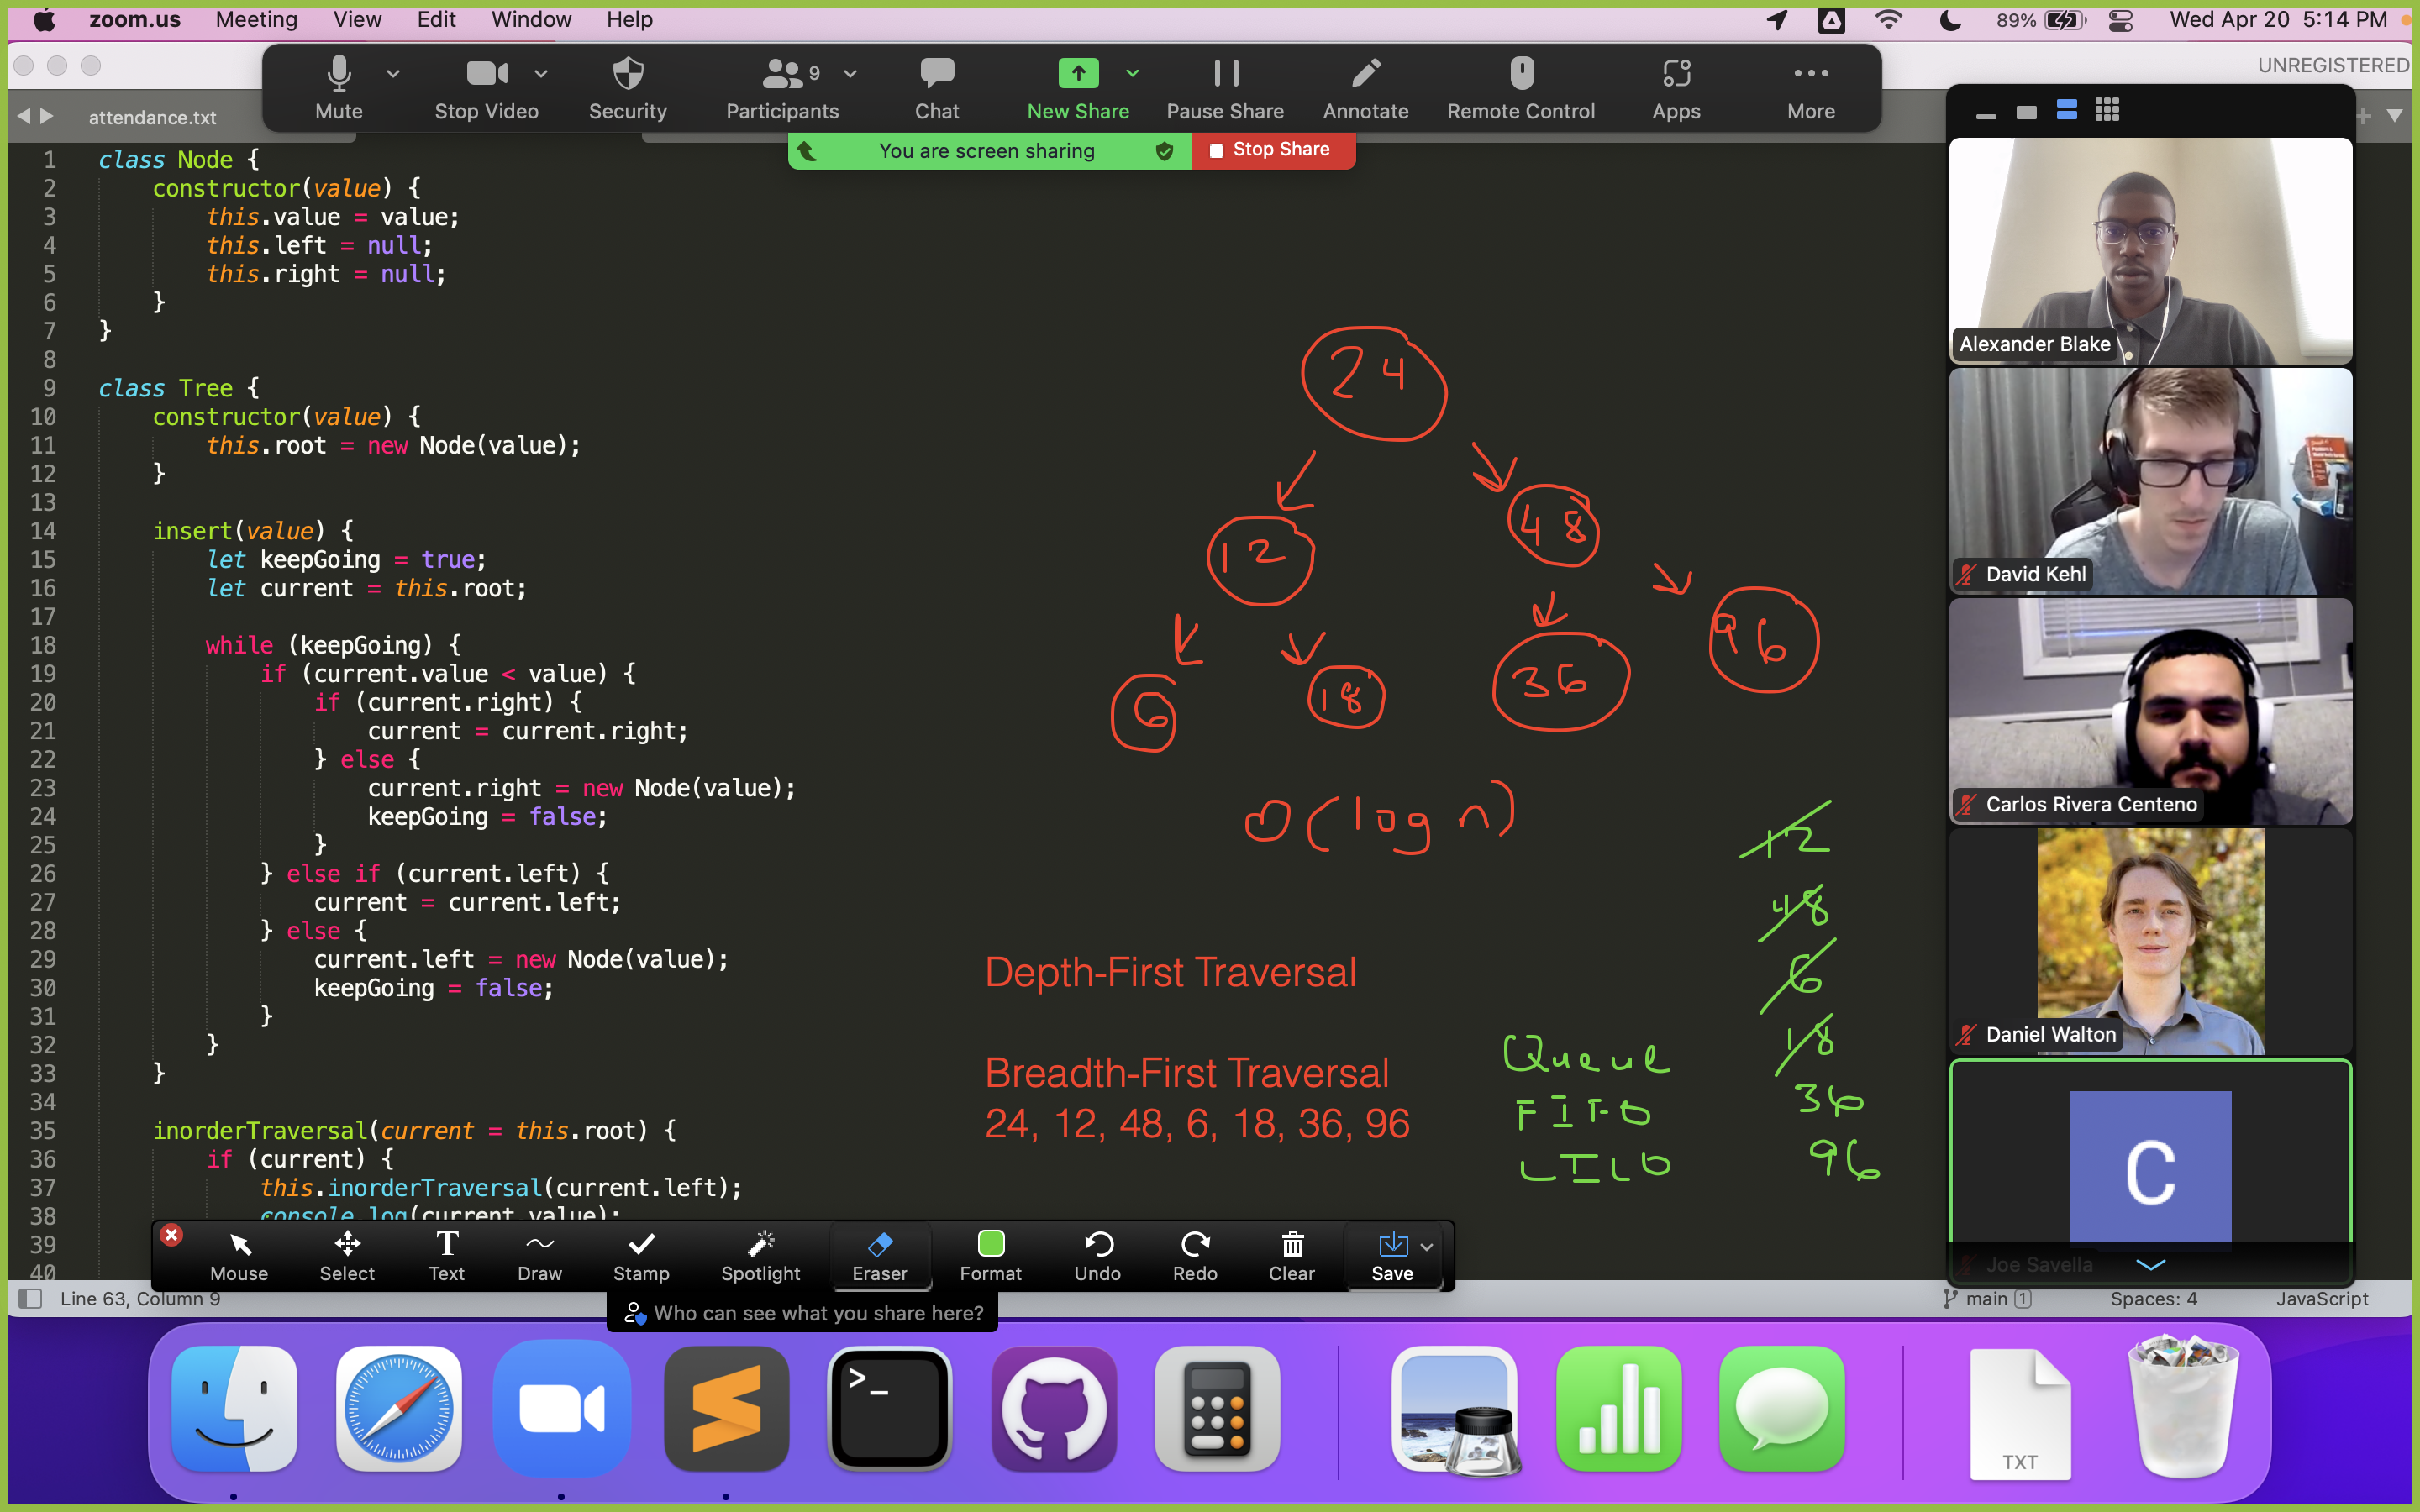 zoom.us Meeting View Edit Window Help 89% Wed Apr 20 5:14 PM
UNREGISTERED
Mute Stop Video Security Participants 9 Chat New Share Pause Share Annotate Remote Control Apps More
attendance.txt
You are screen sharing Stop Share
1 class Node {
2 constructor(value) {
3 this.value = value;
4 this.left = null;
5 this.right = null;
6 }
7 }
8
9 class Tree {
10 constructor(value) {
11 this.root = new Node(value);
12 }
13
14 insert(value) {
15 let keepGoing = true;
16 let current = this.root;
17
18 while (keepGoing) {
19 if (current.value < value) {
20 if (current.right) {
21 current = current.right;
22 } else {
23 current.right = new Node(value);
24 keepGoing = false;
25 }
26 } else if (current.left) {
27 current = current.left;
28 } else {
29 current.left = new Node(value);
30 keepGoing = false;
31 }
32 }
33 }
34
35 inorderTraversal(current = this.root) {
36 if (current) {
37 this.inorderTraversal(current.left);
38 console.log(current.value);
39
40
24
12 48
6 18 36 96
O(log n)
Depth-First Traversal
Breadth-First Traversal
24, 12, 48, 6, 18, 36, 96
Queue
FIFO
LILO
12
48
6
18
36
96
Alexander Blake
David Kehl
Carlos Rivera Centeno
Daniel Walton
C
Joe Savella
Mouse Select Text Draw Stamp Spotlight Eraser Format Undo Redo Clear Save
Line 63, Column 9 main 1 Spaces: 4 JavaScript
Who can see what you share here?
>_
TXT